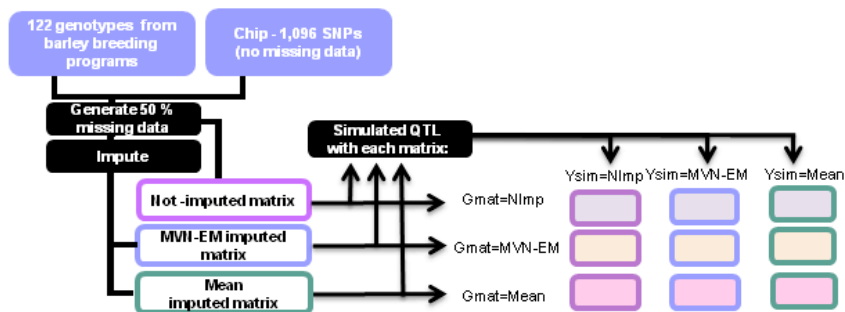 122 genotypes from
barley breeding
programs
Chip - 1,096 SNPs
(no missing data)
Generate 50 %
missing data
Impute
Simulated QTL
with each matrix:
Ysim=NImp
Ysim=MVN-EM
Ysim=Mean
Not -imputed matrix
Gmat=NImp
MVN-EM imputed
matrix
Gmat=MVN-EM
Mean
imputed matrix
Gmat=Mean